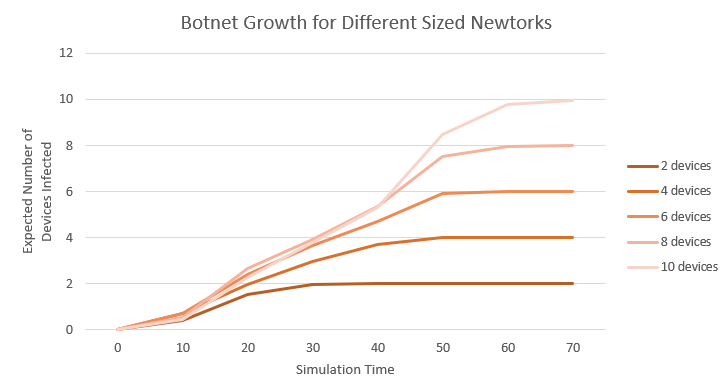 Botnet Growth for Different Sized Newtorks
12
10
8
6
4
2
0
Expected Number of
Devices Infected
0 10 20 30 40 50 60 70
Simulation Time
2 devices
4 devices
6 devices
8 devices
10 devices